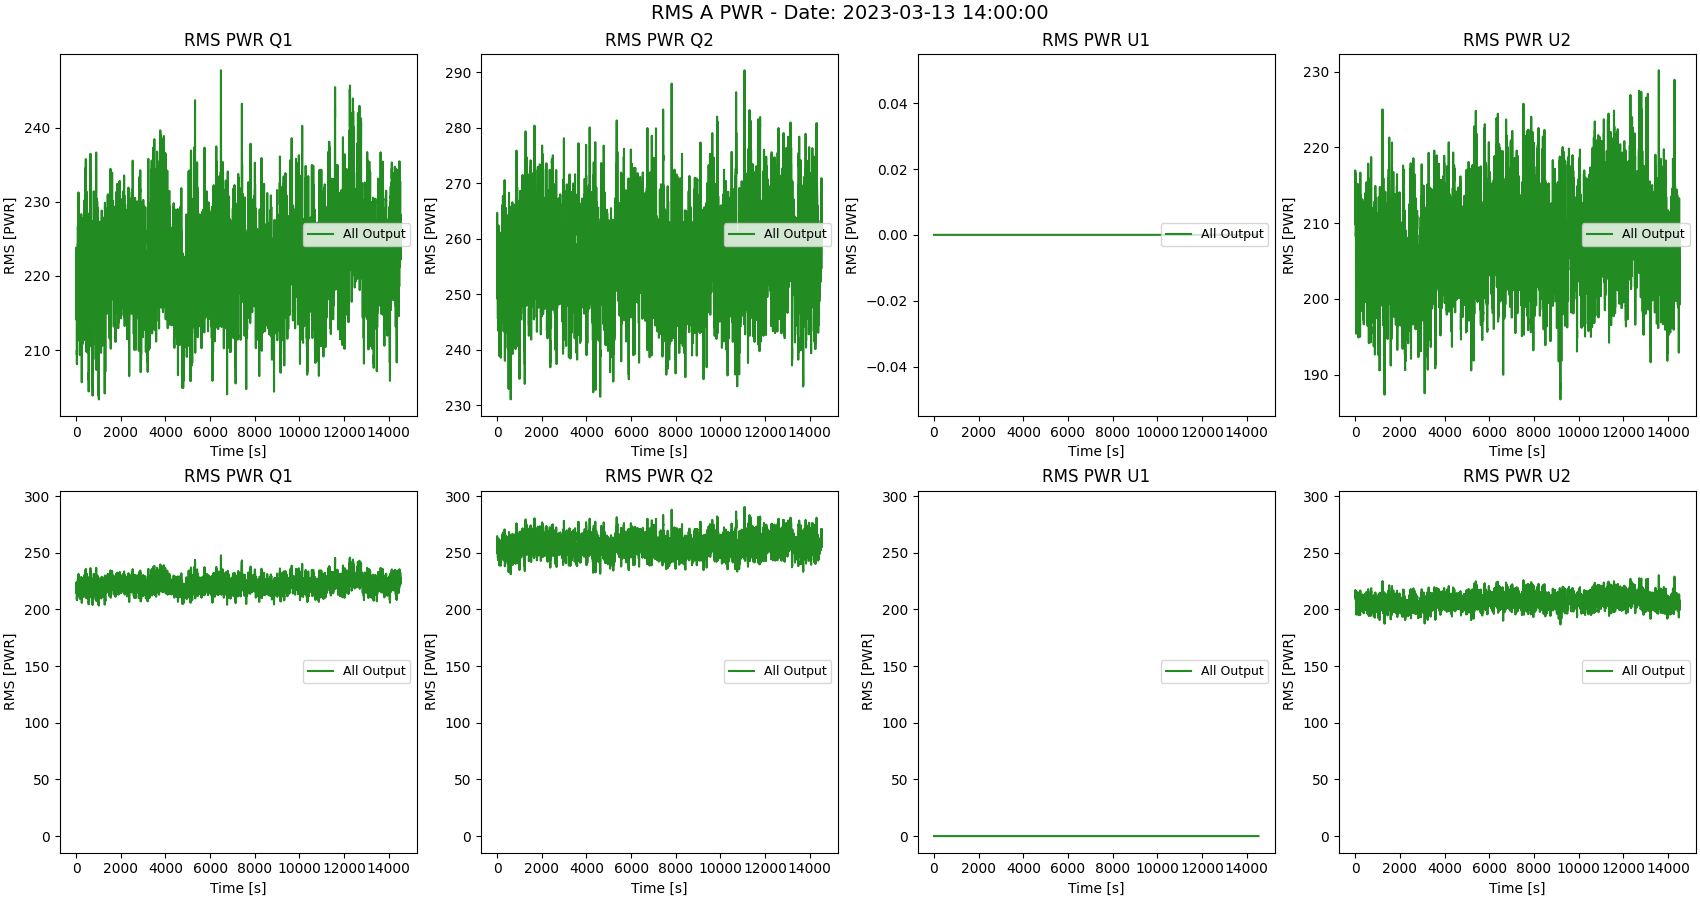 RMS A PWR - Date: 2023-03-13 14:00:00
RMS PWR Q1
RMS [PWR]
240
230
220
210
All Output
0 2000 4000 6000 8000 10000 12000 14000
Time [s]
RMS PWR Q2
RMS [PWR]
290
280
270
260
250
240
230
All Output
0 2000 4000 6000 8000 10000 12000 14000
Time [s]
RMS PWR U1
RMS [PWR]
0.04
0.02
0.00
−0.02
−0.04
All Output
0 2000 4000 6000 8000 10000 12000 14000
Time [s]
RMS PWR U2
RMS [PWR]
230
220
210
200
190
All Output
0 2000 4000 6000 8000 10000 12000 14000
Time [s]
RMS PWR Q1
RMS [PWR]
300
250
200
150
100
50
0
All Output
0 2000 4000 6000 8000 10000 12000 14000
Time [s]
RMS PWR Q2
RMS [PWR]
300
250
200
150
100
50
0
All Output
0 2000 4000 6000 8000 10000 12000 14000
Time [s]
RMS PWR U1
RMS [PWR]
300
250
200
150
100
50
0
All Output
0 2000 4000 6000 8000 10000 12000 14000
Time [s]
RMS PWR U2
RMS [PWR]
300
250
200
150
100
50
0
All Output
0 2000 4000 6000 8000 10000 12000 14000
Time [s]